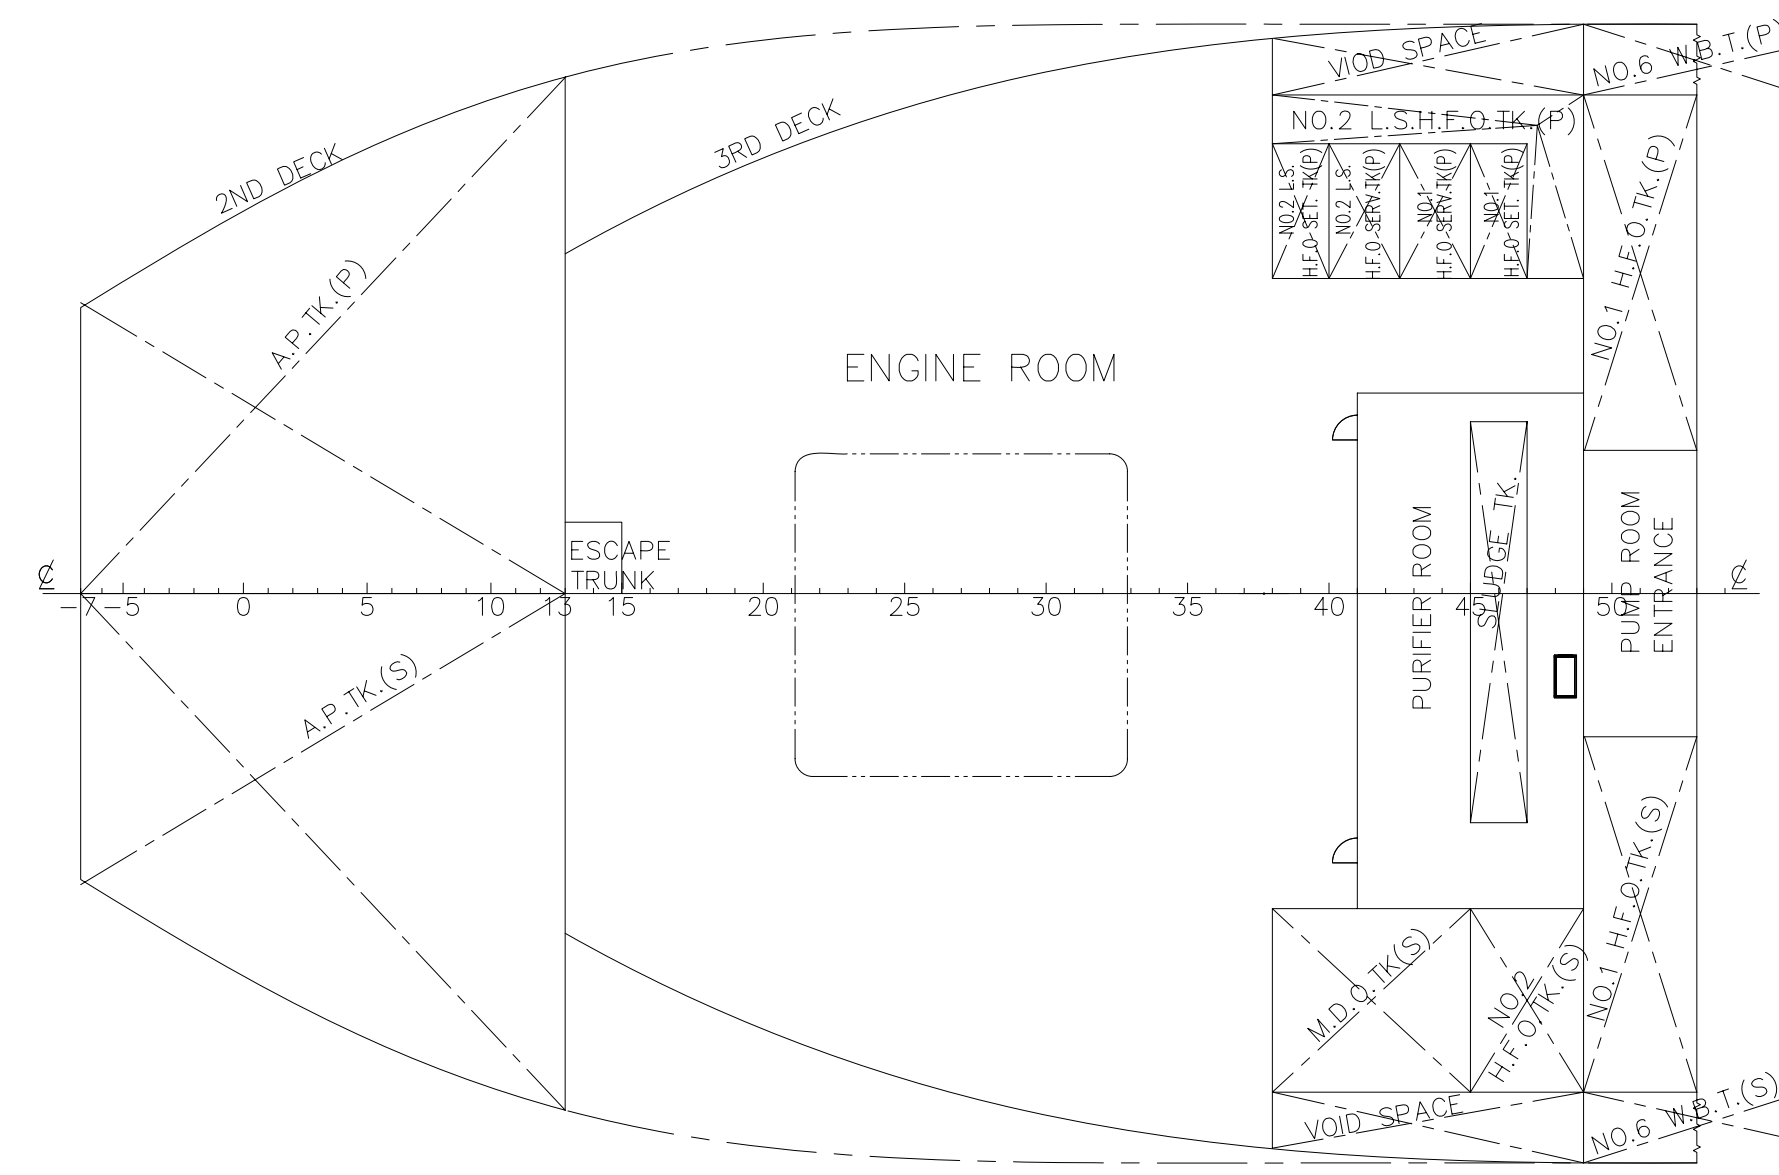 VIOD SPACE
NO.6 W.B.T.(P)
2ND DECK
3RD DECK
NO.2 L.S.H.F.O.TK.(P)
NO.2 L.S.
H.F.O SET. TK(P)
NO.2 L.S.
H.F.O SERV.TK(P)
NO.1
H.F.O SERV.TK(P)
NO.1
H.F.O SET. TK(P)
NO.1 H.F.O.TK.(P)
A.P.TK.(P)
ENGINE ROOM
ESCAPE
TRUNK
PURIFIER ROOM
SLUDGE TK.
PUMP ROOM
ENTRANCE
℄ ℄
-7 -5 0 5 10 13 15 20 25 30 35 40 45 50
A.P.TK.(S)
M.D.O.TK(S)
NO.2
H.F.O.TK.(S)
NO.1 H.F.O.TK.(S)
VOID SPACE
NO.6 W.B.T.(S)